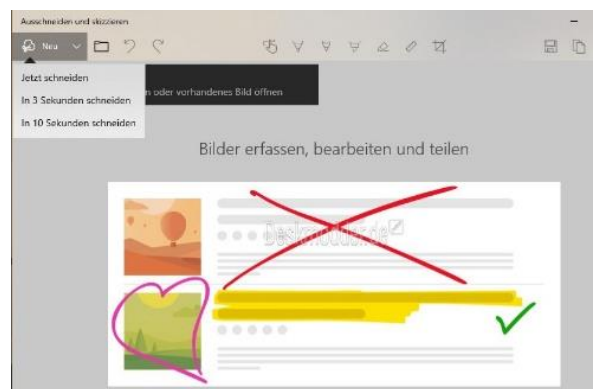 Ausschneiden und skizzieren
Neu
Jetzt schneiden
n oder vorhandenes Bild öffnen
In 3 Sekunden schneiden
In 10 Sekunden schneiden
Bilder erfassen, bearbeiten und teilen
Deskmodder.de